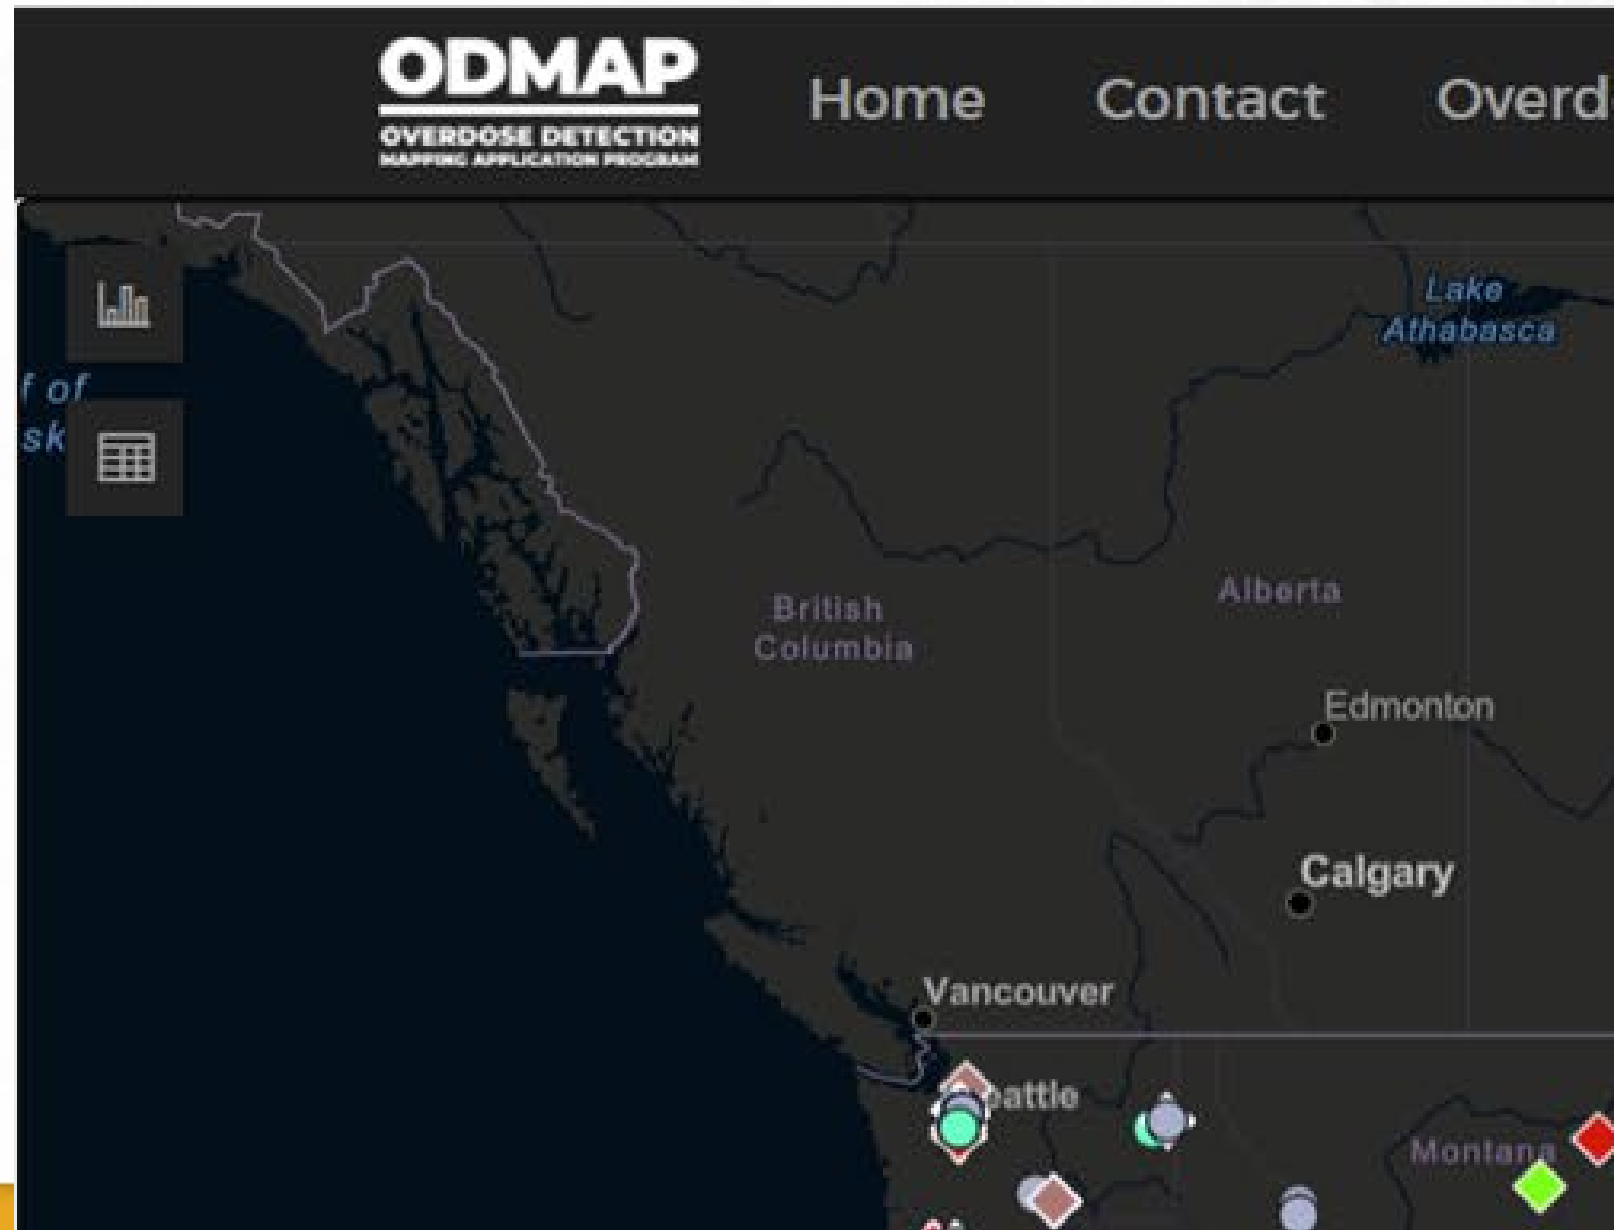 ODMAP
OVERDOSE DETECTION
MAPPING APPLICATION PROGRAM
Home
Contact
Overd
Lake
Athabasca
f of
sk
British
Columbia
Alberta
Edmonton
Calgary
Vancouver
eattle
Montana